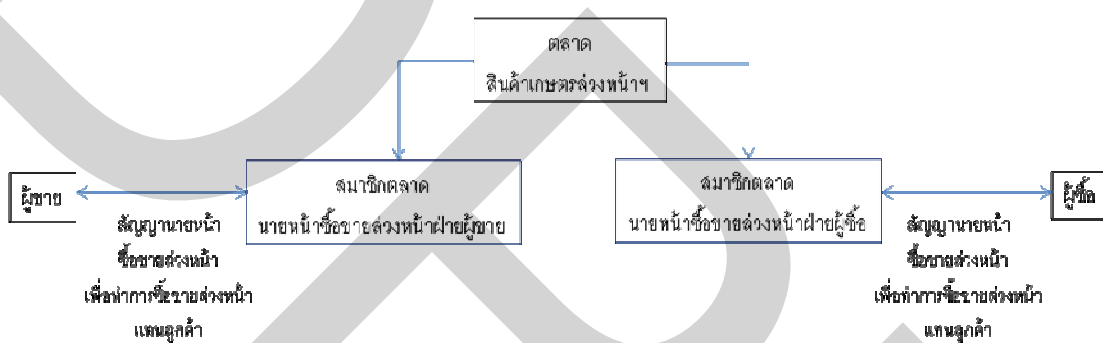 ตลาด
สินค้าเกษตรล่วงหน้าฯ
ผู้ขาย
สมาชิกตลาด
นายหน้าซื้อขายล่วงหน้าฝ่ายผู้ขาย
สมาชิกตลาด
นายหน้าซื้อขายล่วงหน้าฝ่ายผู้ซื้อ
ผู้ซื้อ
สัญญานายหน้า
ซื้อขายล่วงหน้า
เพื่อทำการซื้อขายล่วงหน้า
แทนลูกค้า
สัญญานายหน้า
ซื้อขายล่วงหน้า
เพื่อทำการซื้อขายล่วงหน้า
แทนลูกค้า